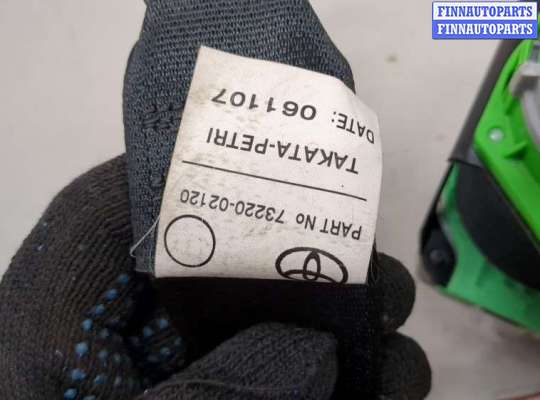 FINNAUTOPARTS
FINNAUTOPARTS
PART No 73220-02120
TAKATA-PETRI
DATE: 061107